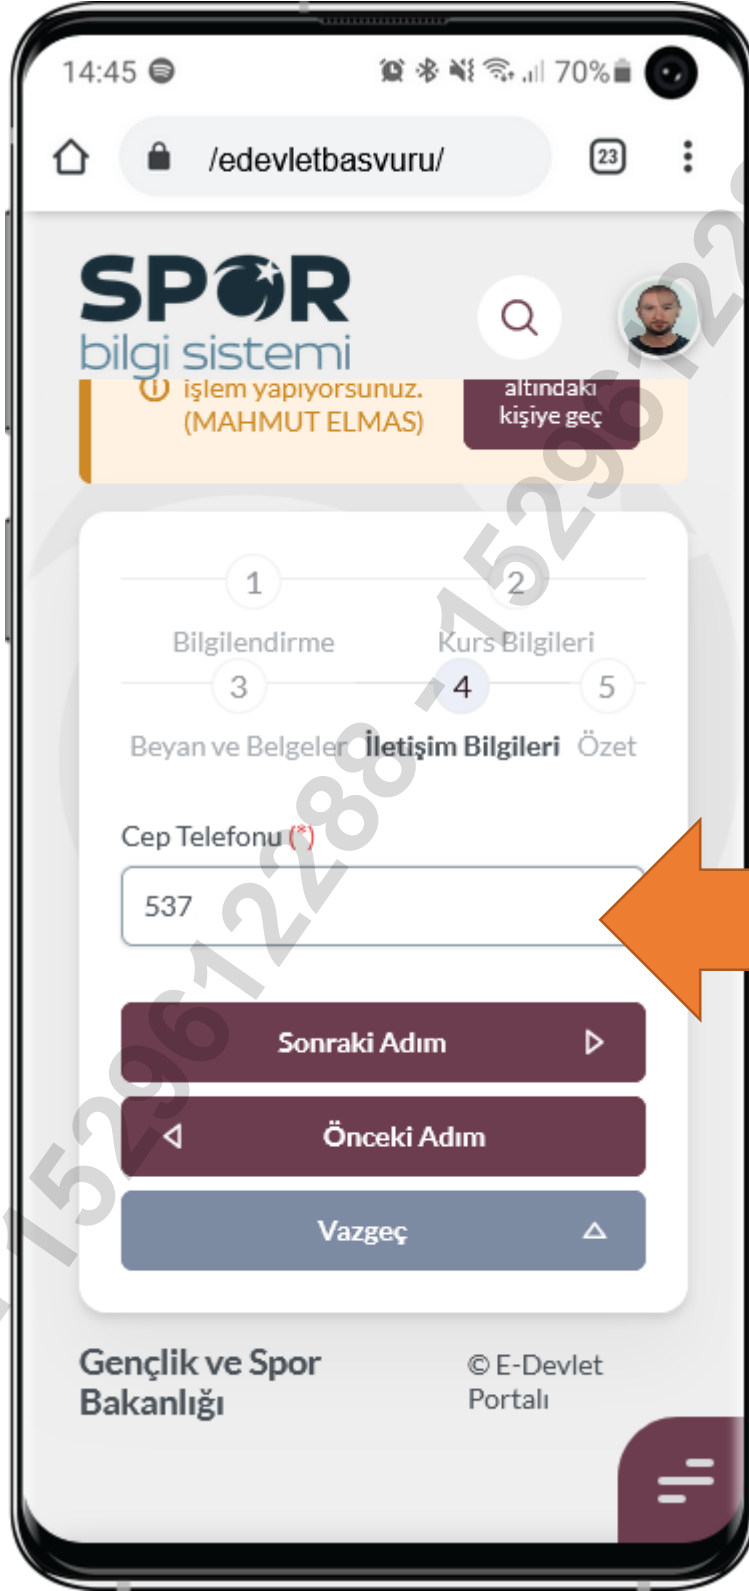 14:45
70%
/edevletbasvuru/
23
SPOR
bilgi sistemi
işlem yapıyorsunuz.
(MAHMUT ELMAS)
altındaki
kişiye geç
1
2
Bilgilendirme
Kurs Bilgileri
3
4
5
Beyan ve Belgeler
İletişim Bilgileri
Özet
Cep Telefonu (*)
537
Sonraki Adım
Önceki Adım
Vazgeç
Gençlik ve Spor
Bakanlığı
© E-Devlet
Portalı
1529612288 - 15296122